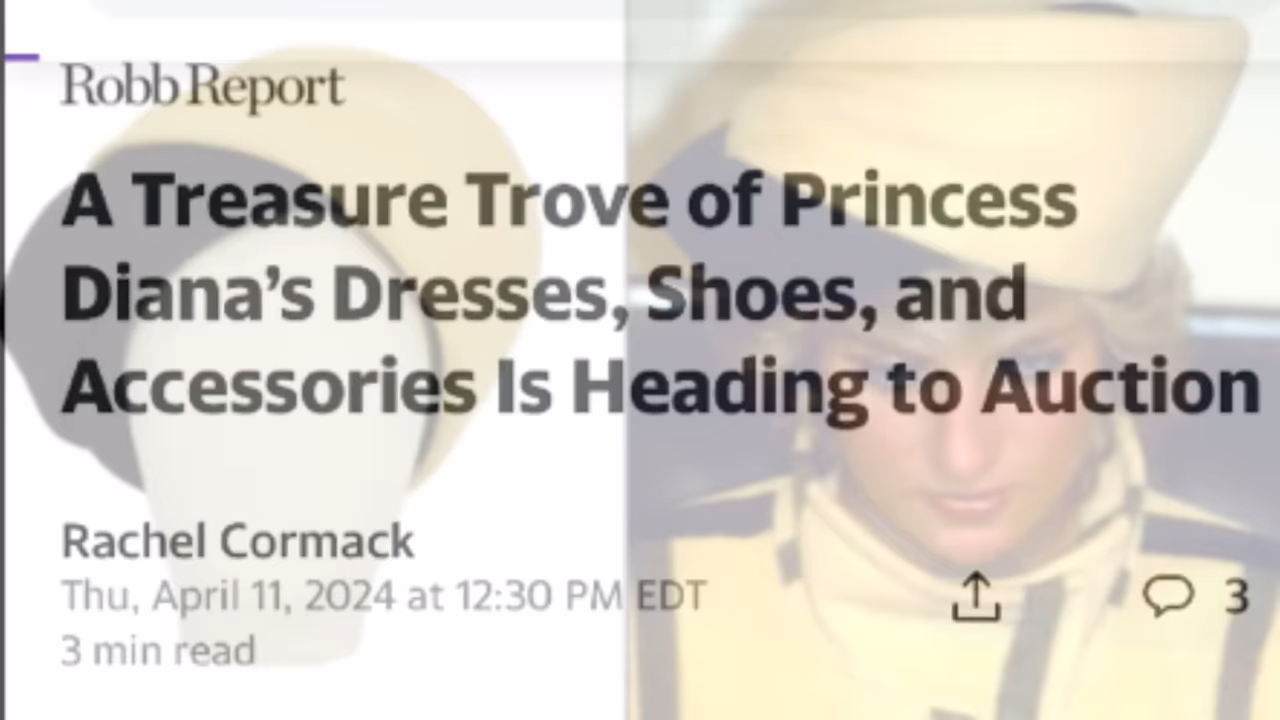 Robb Report
A Treasure Trove of Princess
Diana’s Dresses, Shoes, and
Accessories Is Heading to Auction
Rachel Cormack
Thu, April 11, 2024 at 12:30 PM EDT
3
3 min read